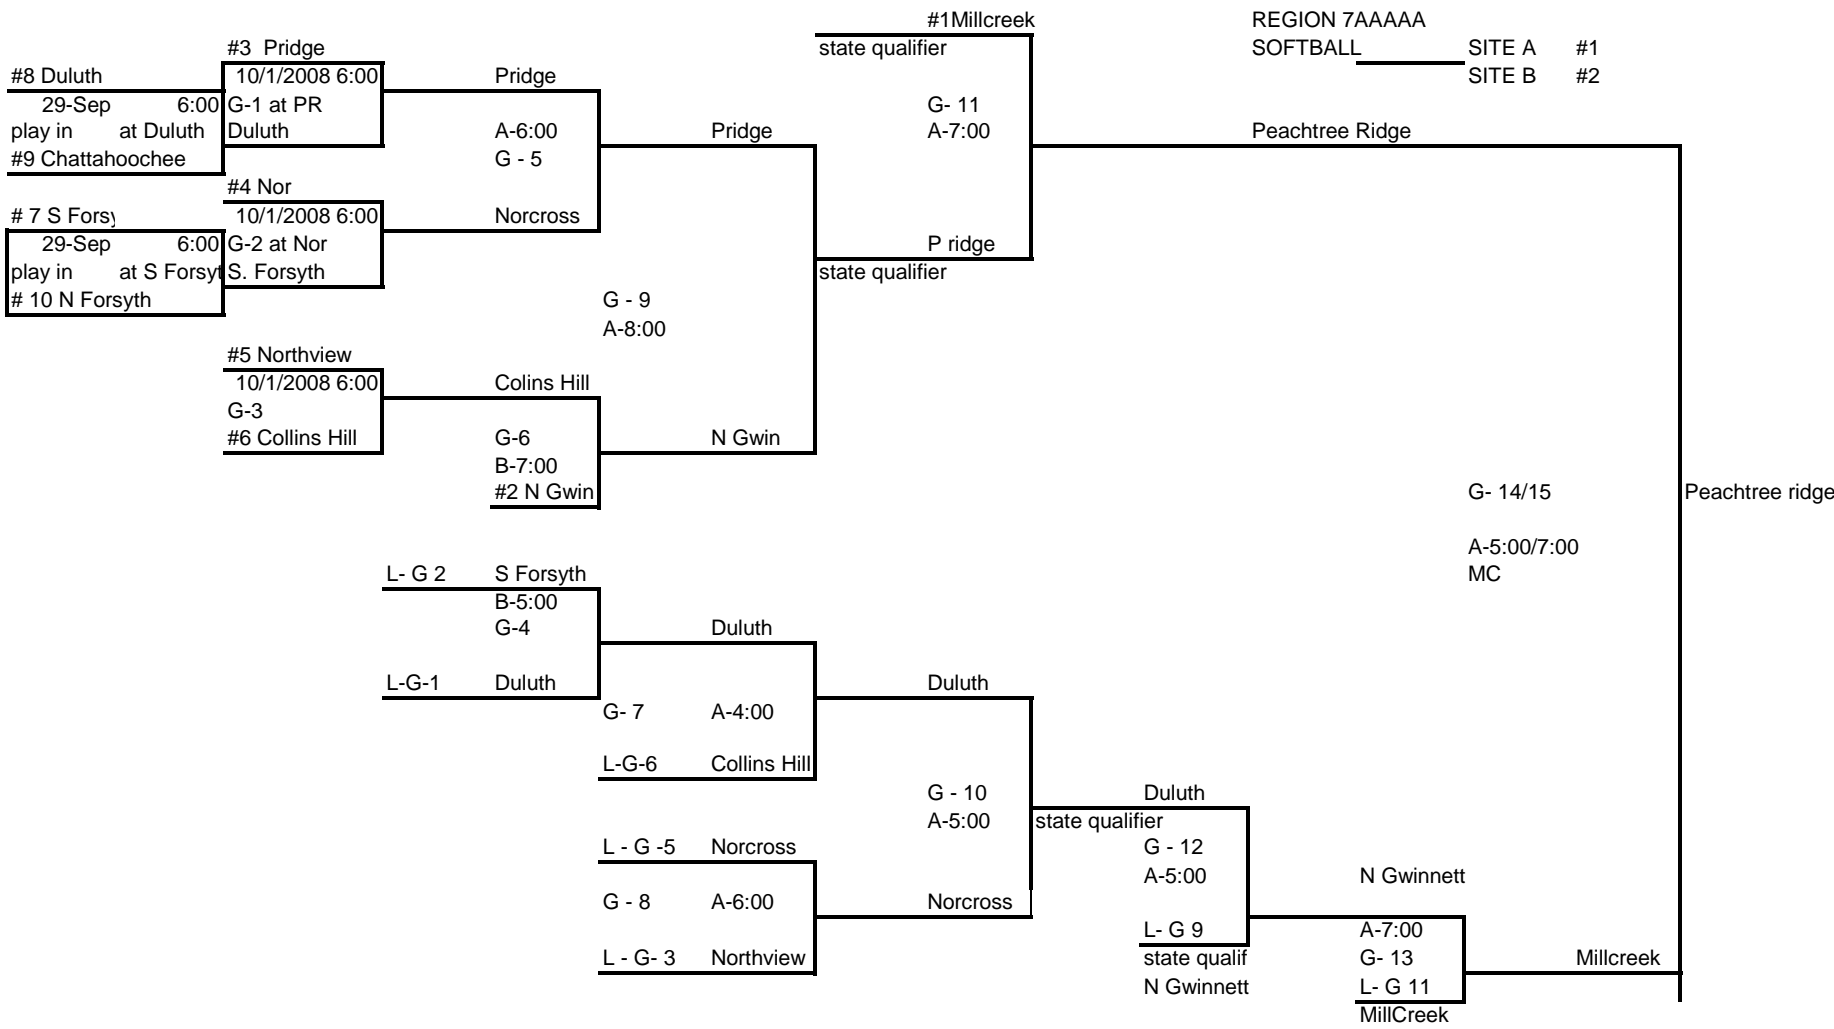 #1Millcreek REGION 7AAAAA
#3 Pridge state qualifier SOFTBALL SITE A #1
#8 Duluth 10/1/2008 6:00 Pridge SITE B #2
29-Sep 6:00 G-1 at PR G- 11
play in at Duluth Duluth A-6:00 Pridge A-7:00 Peachtree Ridge
#9 Chattahoochee G - 5
#4 Nor
# 7 S Forsy 10/1/2008 6:00 Norcross
29-Sep 6:00 G-2 at Nor P ridge
play in at S Forsyt S. Forsyth state qualifier
# 10 N Forsyth G - 9
A-8:00
#5 Northview
10/1/2008 6:00 Colins Hill
G-3
#6 Collins Hill G-6 N Gwin
B-7:00
#2 N Gwin G- 14/15 Peachtree ridge
A-5:00/7:00
L- G 2 S Forsyth MC
B-5:00
G-4 Duluth
L-G-1 Duluth Duluth
G- 7 A-4:00
L-G-6 Collins Hill
G - 10 Duluth
A-5:00 state qualifier
L - G -5 Norcross G - 12
A-5:00 N Gwinnett
G - 8 A-6:00 Norcross
L- G 9 A-7:00
L - G- 3 Northview state qualif G- 13 Millcreek
N Gwinnett L- G 11
MillCreek